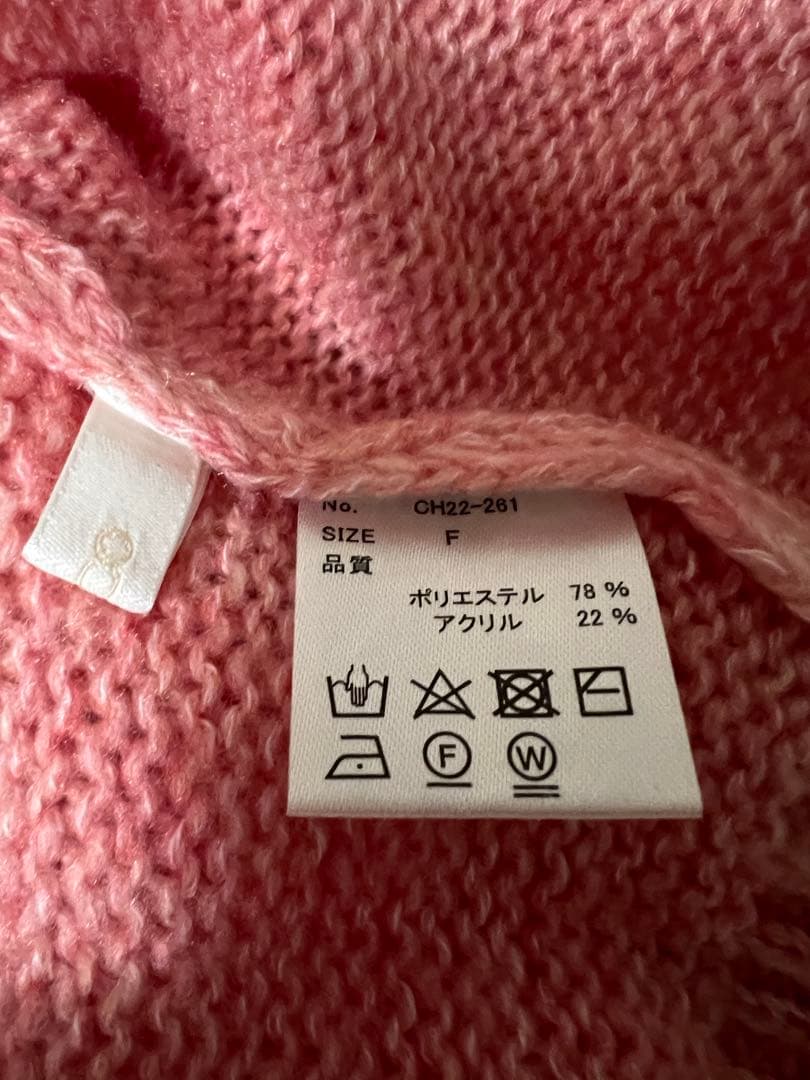 No. CH22-261
SIZE F
品質
ポリエステル 78 %
アクリル 22 %
F W